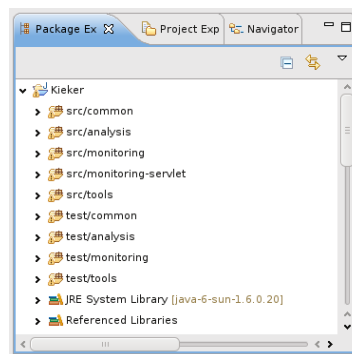 Package Ex Project Exp Navigator
Kieker
src/common
src/analysis
src/monitoring
src/monitoring-servlet
src/tools
test/common
test/analysis
test/monitoring
test/tools
JRE System Library [java-6-sun-1.6.0.20]
Referenced Libraries